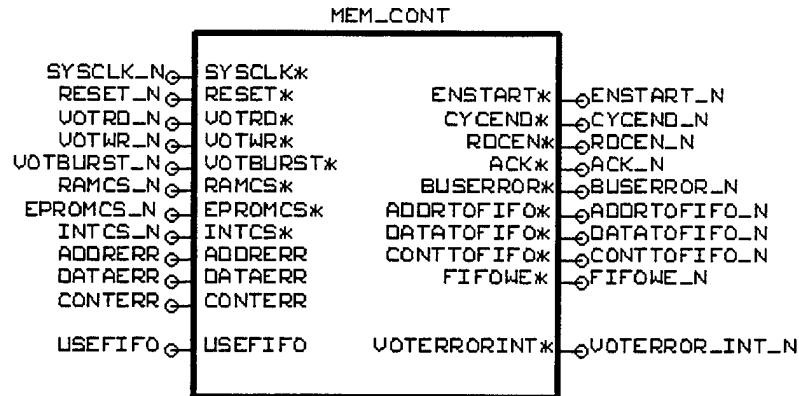 MEM_CONT
SYSCLK_N SYSCLK*
RESET_N RESET*
VOTRD_N VOTRD*
VOTWR_N VOTWR*
VOTBURST_N VOTBURST*
RAMCS_N RAMCS*
EPROMCS_N EPROMCS*
INTCS_N INTCS*
ADDRERR ADDRERR
DATAERR DATAERR
CONTERR CONTERR
USEFIFO USEFIFO
ENSTART* ENSTART_N
CYCEND* CYCEND_N
RDCEN* RDCEN_N
ACK* ACK_N
BUSERROR* BUSERROR_N
ADDRTOFIFO* ADDRTOFIFO_N
DATATOFIFO* DATATOFIFO_N
CONTTOFIFO* CONTTOFIFO_N
FIFOWE* FIFOWE_N
VOTERRORINT* VOTERROR_INT_N